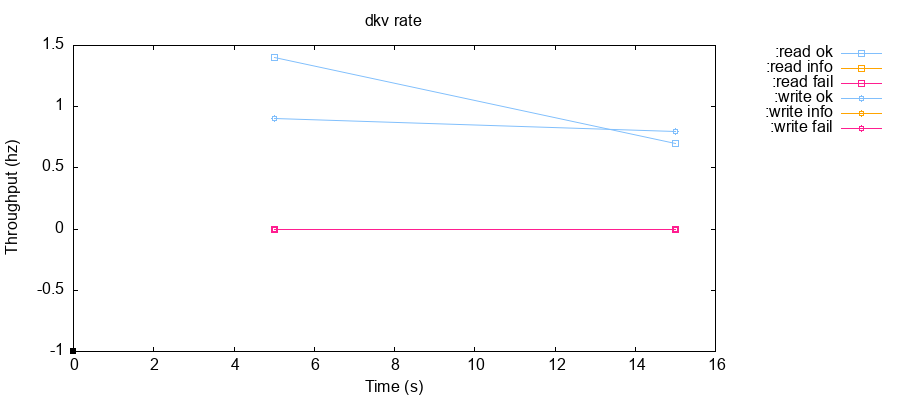 dkv rate
1.5
1
0.5
0
-0.5
-1
0 2 4 6 8 10 12 14 16
Throughput (hz)
Time (s)
:read ok
:read info
:read fail
:write ok
:write info
:write fail